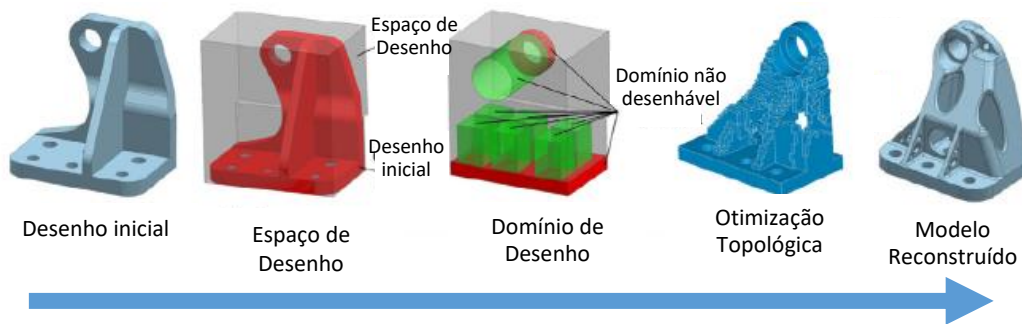 Espaço de
Desenho
Desenho
inicial
Domínio não
desenhável
Desenho inicial
Espaço de
Desenho
Domínio de
Desenho
Otimização
Topológica
Modelo
Reconstruído